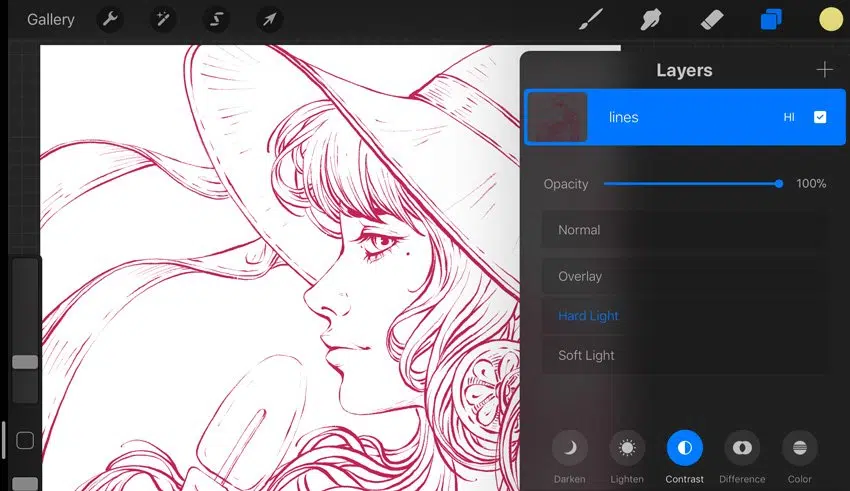 Gallery
Layers
lines HI
Opacity 100%
Normal
Overlay
Hard Light
Soft Light
Darken Lighten Contrast Difference Color